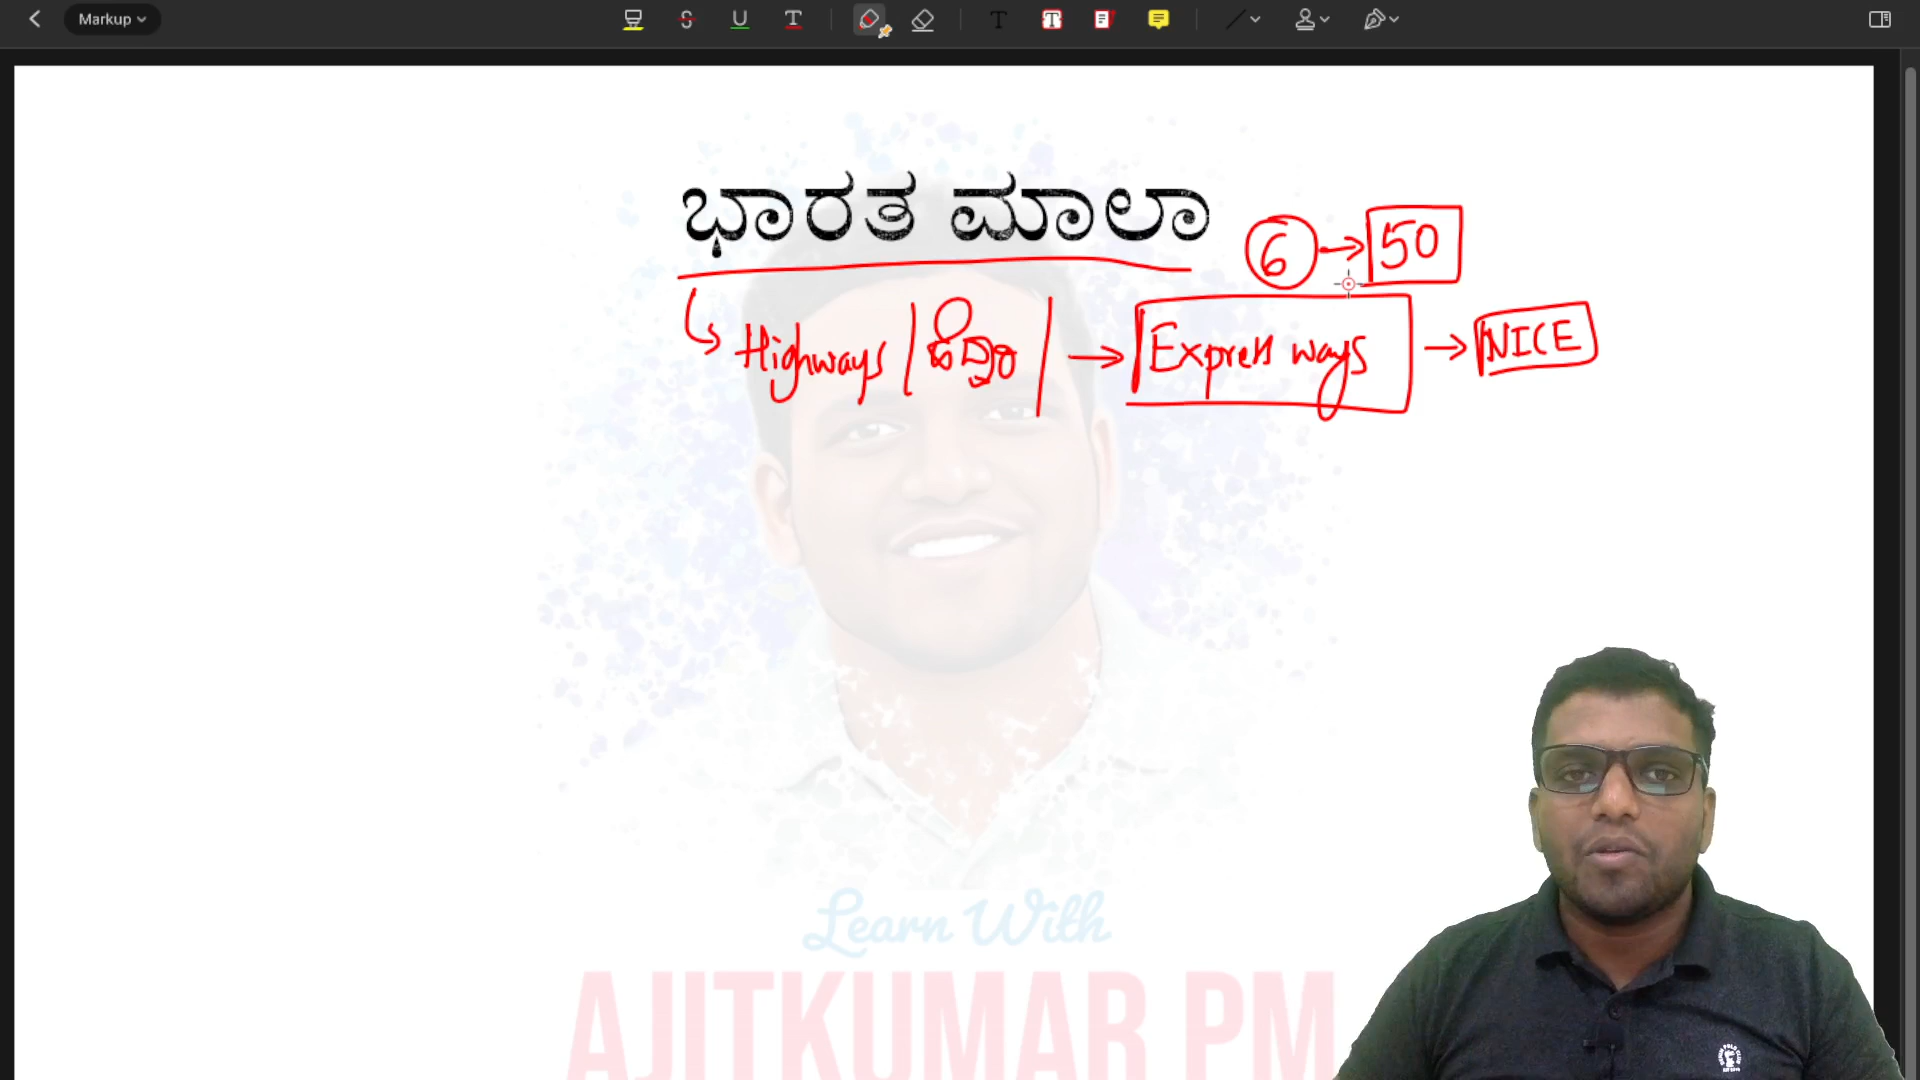 Markup
ಭಾರತ ಮಾಲಾ
6 → 50
Highways | → Express ways → NICE
Learn With
AJITKUMAR PM